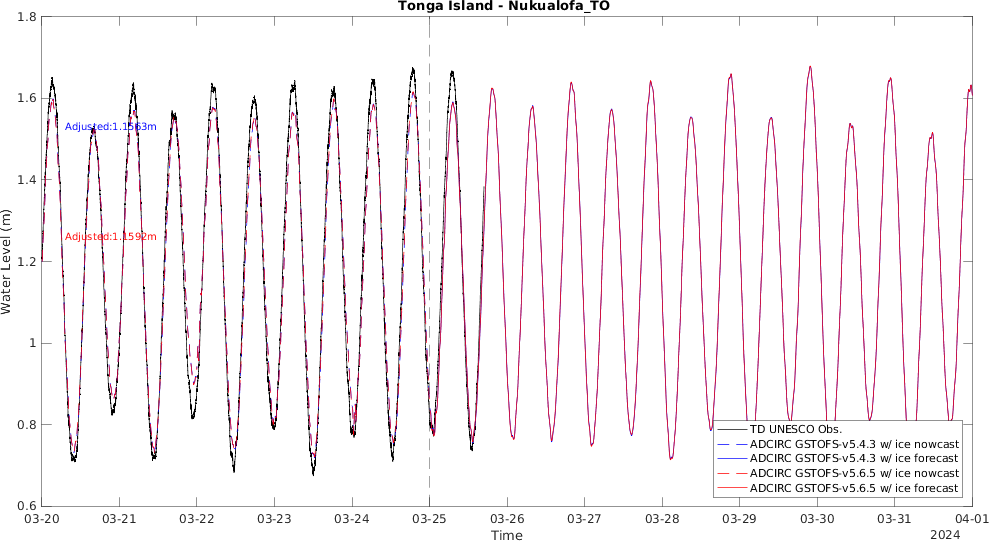 Tonga Island - Nukualofa_TO
1.8
1.6
1.4
1.2
1
0.8
0.6
Water Level (m)
Adjusted:1.1563m
Adjusted:1.1592m
TD UNESCO Obs.
ADCIRC GSTOFS-v5.4.3 w/ ice nowcast
ADCIRC GSTOFS-v5.4.3 w/ ice forecast
ADCIRC GSTOFS-v5.6.5 w/ ice nowcast
ADCIRC GSTOFS-v5.6.5 w/ ice forecast
03-20 03-21 03-22 03-23 03-24 03-25 03-26 03-27 03-28 03-29 03-30 03-31 04-01
Time
2024